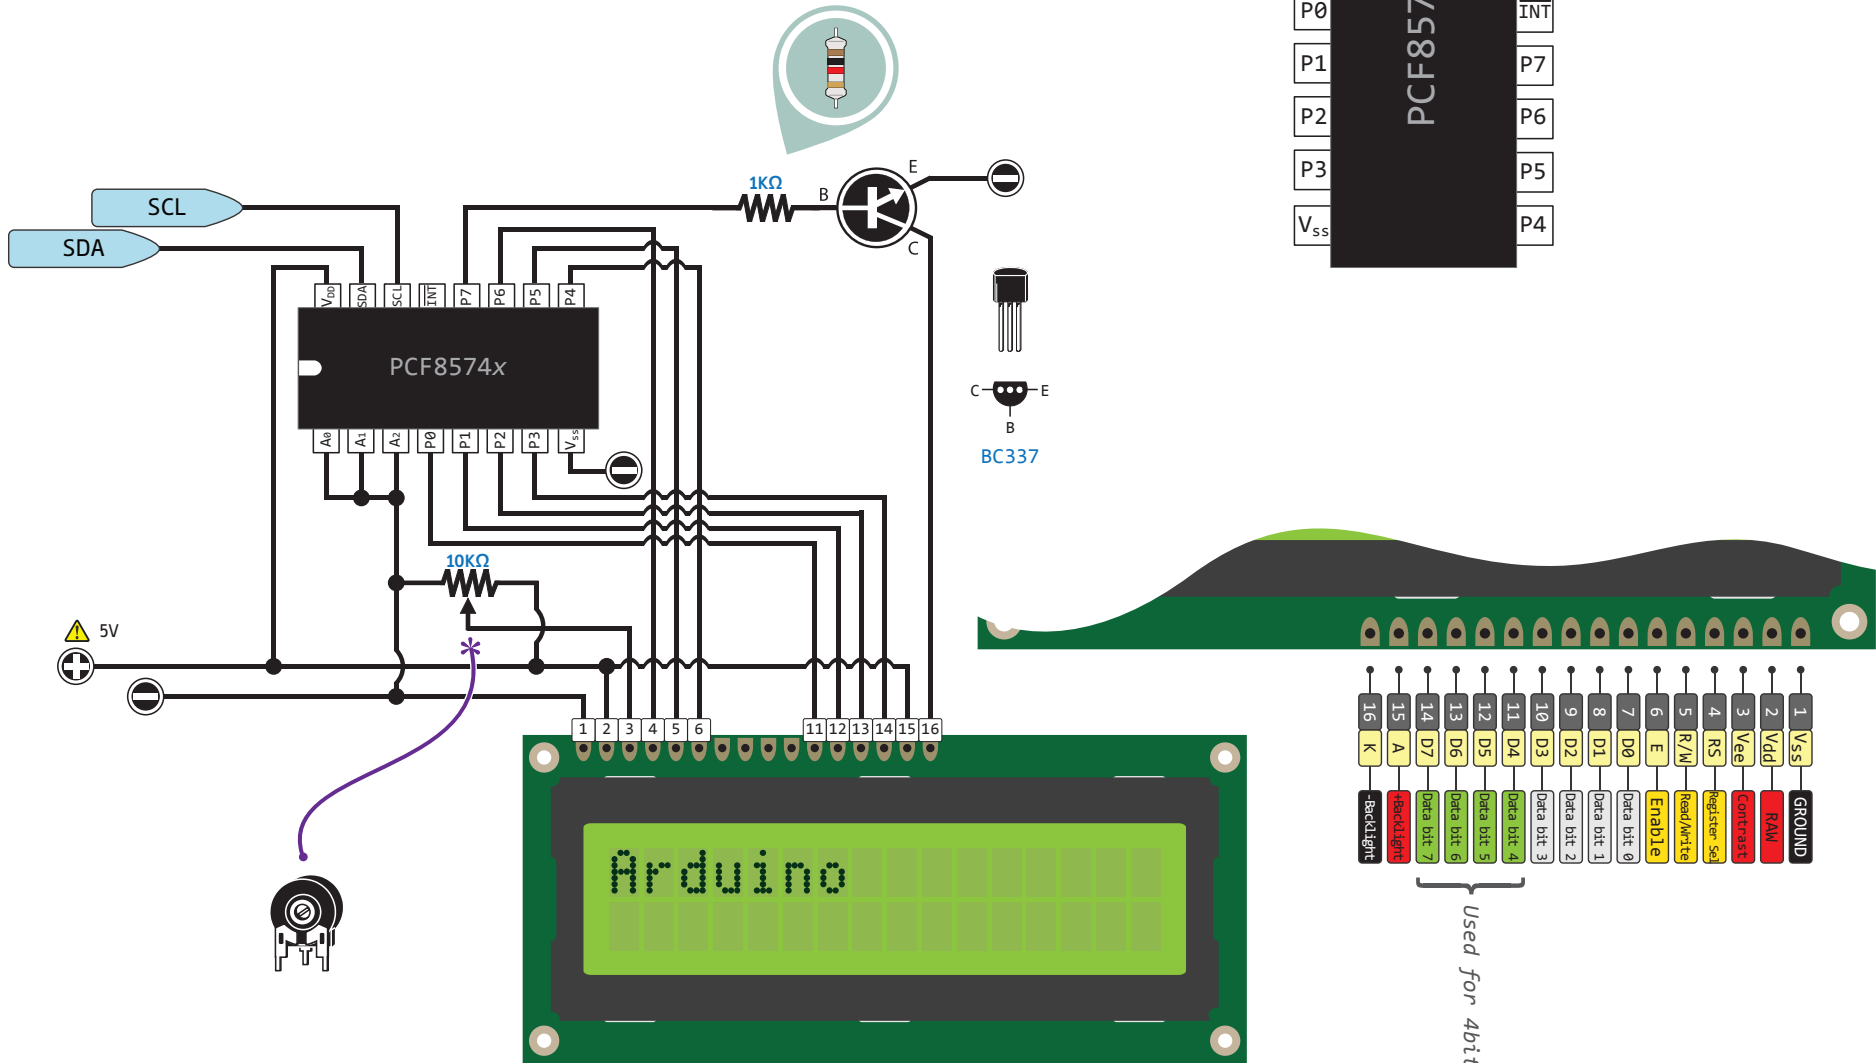 SCL
SDA
1KΩ
B
E
C
V_DD
SDA
SCL
INT
P7
P6
P5
P4
PCF8574x
A0
A1
A2
P0
P1
P2
P3
Vss
C
E
B
BC337
10KΩ
5V
1 2 3 4 5 6 11 12 13 14 15 16
Arduino
P0
P1
P2
P3
Vss
PCF857
INT
P7
P6
P5
P4
16 K -Backlight
15 A +Backlight
14 D7 Data bit 7
13 D6 Data bit 6
12 D5 Data bit 5
11 D4 Data bit 4
10 D3 Data bit 3
9 D2 Data bit 2
8 D1 Data bit 1
7 D0 Data bit 0
6 E Enable
5 R/W Read/Write
4 RS Register Sel
3 Vee Contrast
2 Vdd RAW
1 Vss GROUND
Used for 4bit